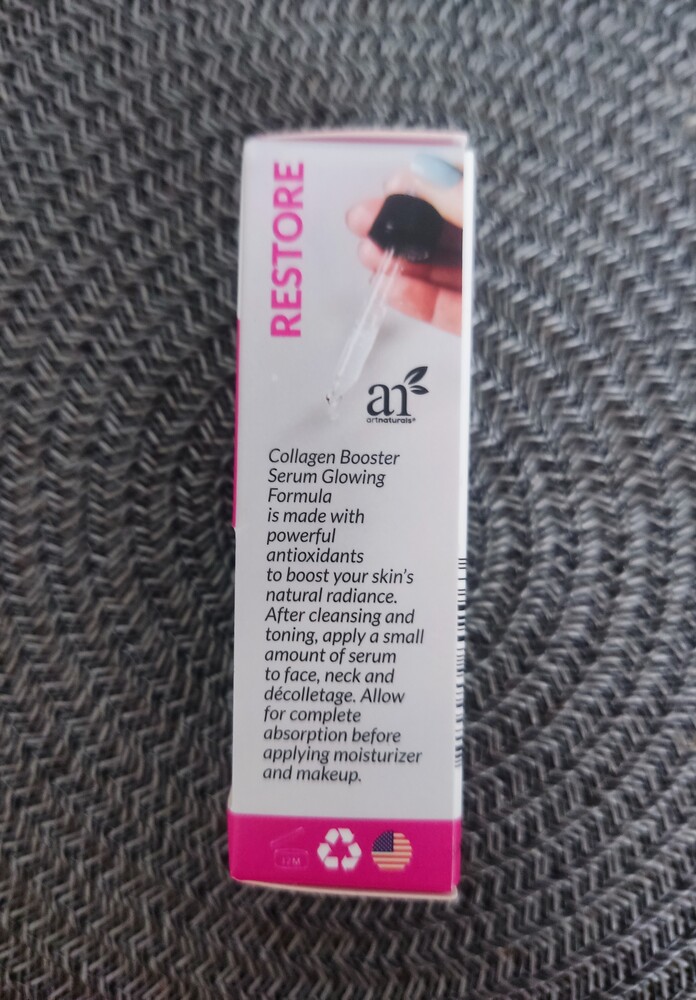 RESTORE
an
artnaturals®
Collagen Booster
Serum Glowing
Formula
is made with
powerful
antioxidants
to boost your skin's
natural radiance.
After cleansing and
toning, apply a small
amount of serum
to face, neck and
décolletage. Allow
for complete
absorption before
applying moisturizer
and makeup.
12M